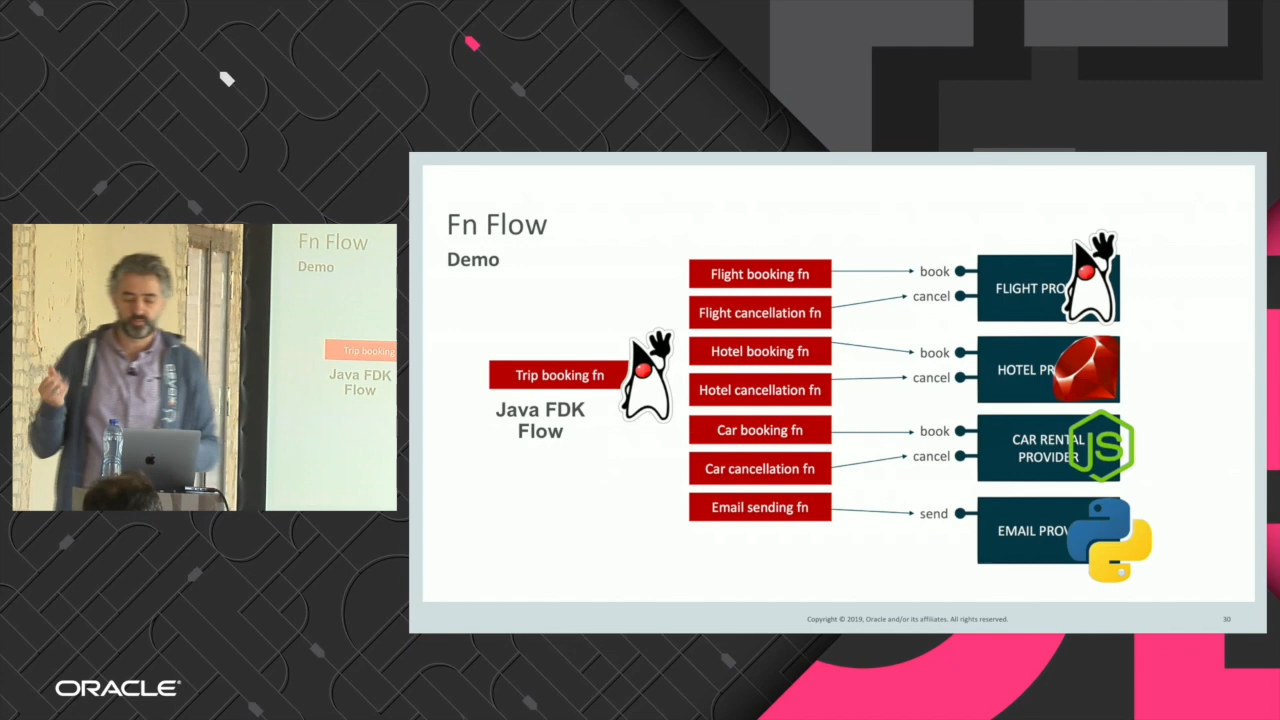 Fn Flow
Demo
Trip booking
Java FDK
Flow
Fn Flow
Demo
Trip booking fn
Java FDK
Flow
Flight booking fn
Flight cancellation fn
Hotel booking fn
Hotel cancellation fn
Car booking fn
Car cancellation fn
Email sending fn
book
cancel
book
cancel
book
cancel
send
FLIGHT PRO
HOTEL PR
CAR RENTAL
PROVIDER
JS
EMAIL PROV
Copyright © 2019, Oracle and/or its affiliates. All rights reserved.
30
ORACLE®